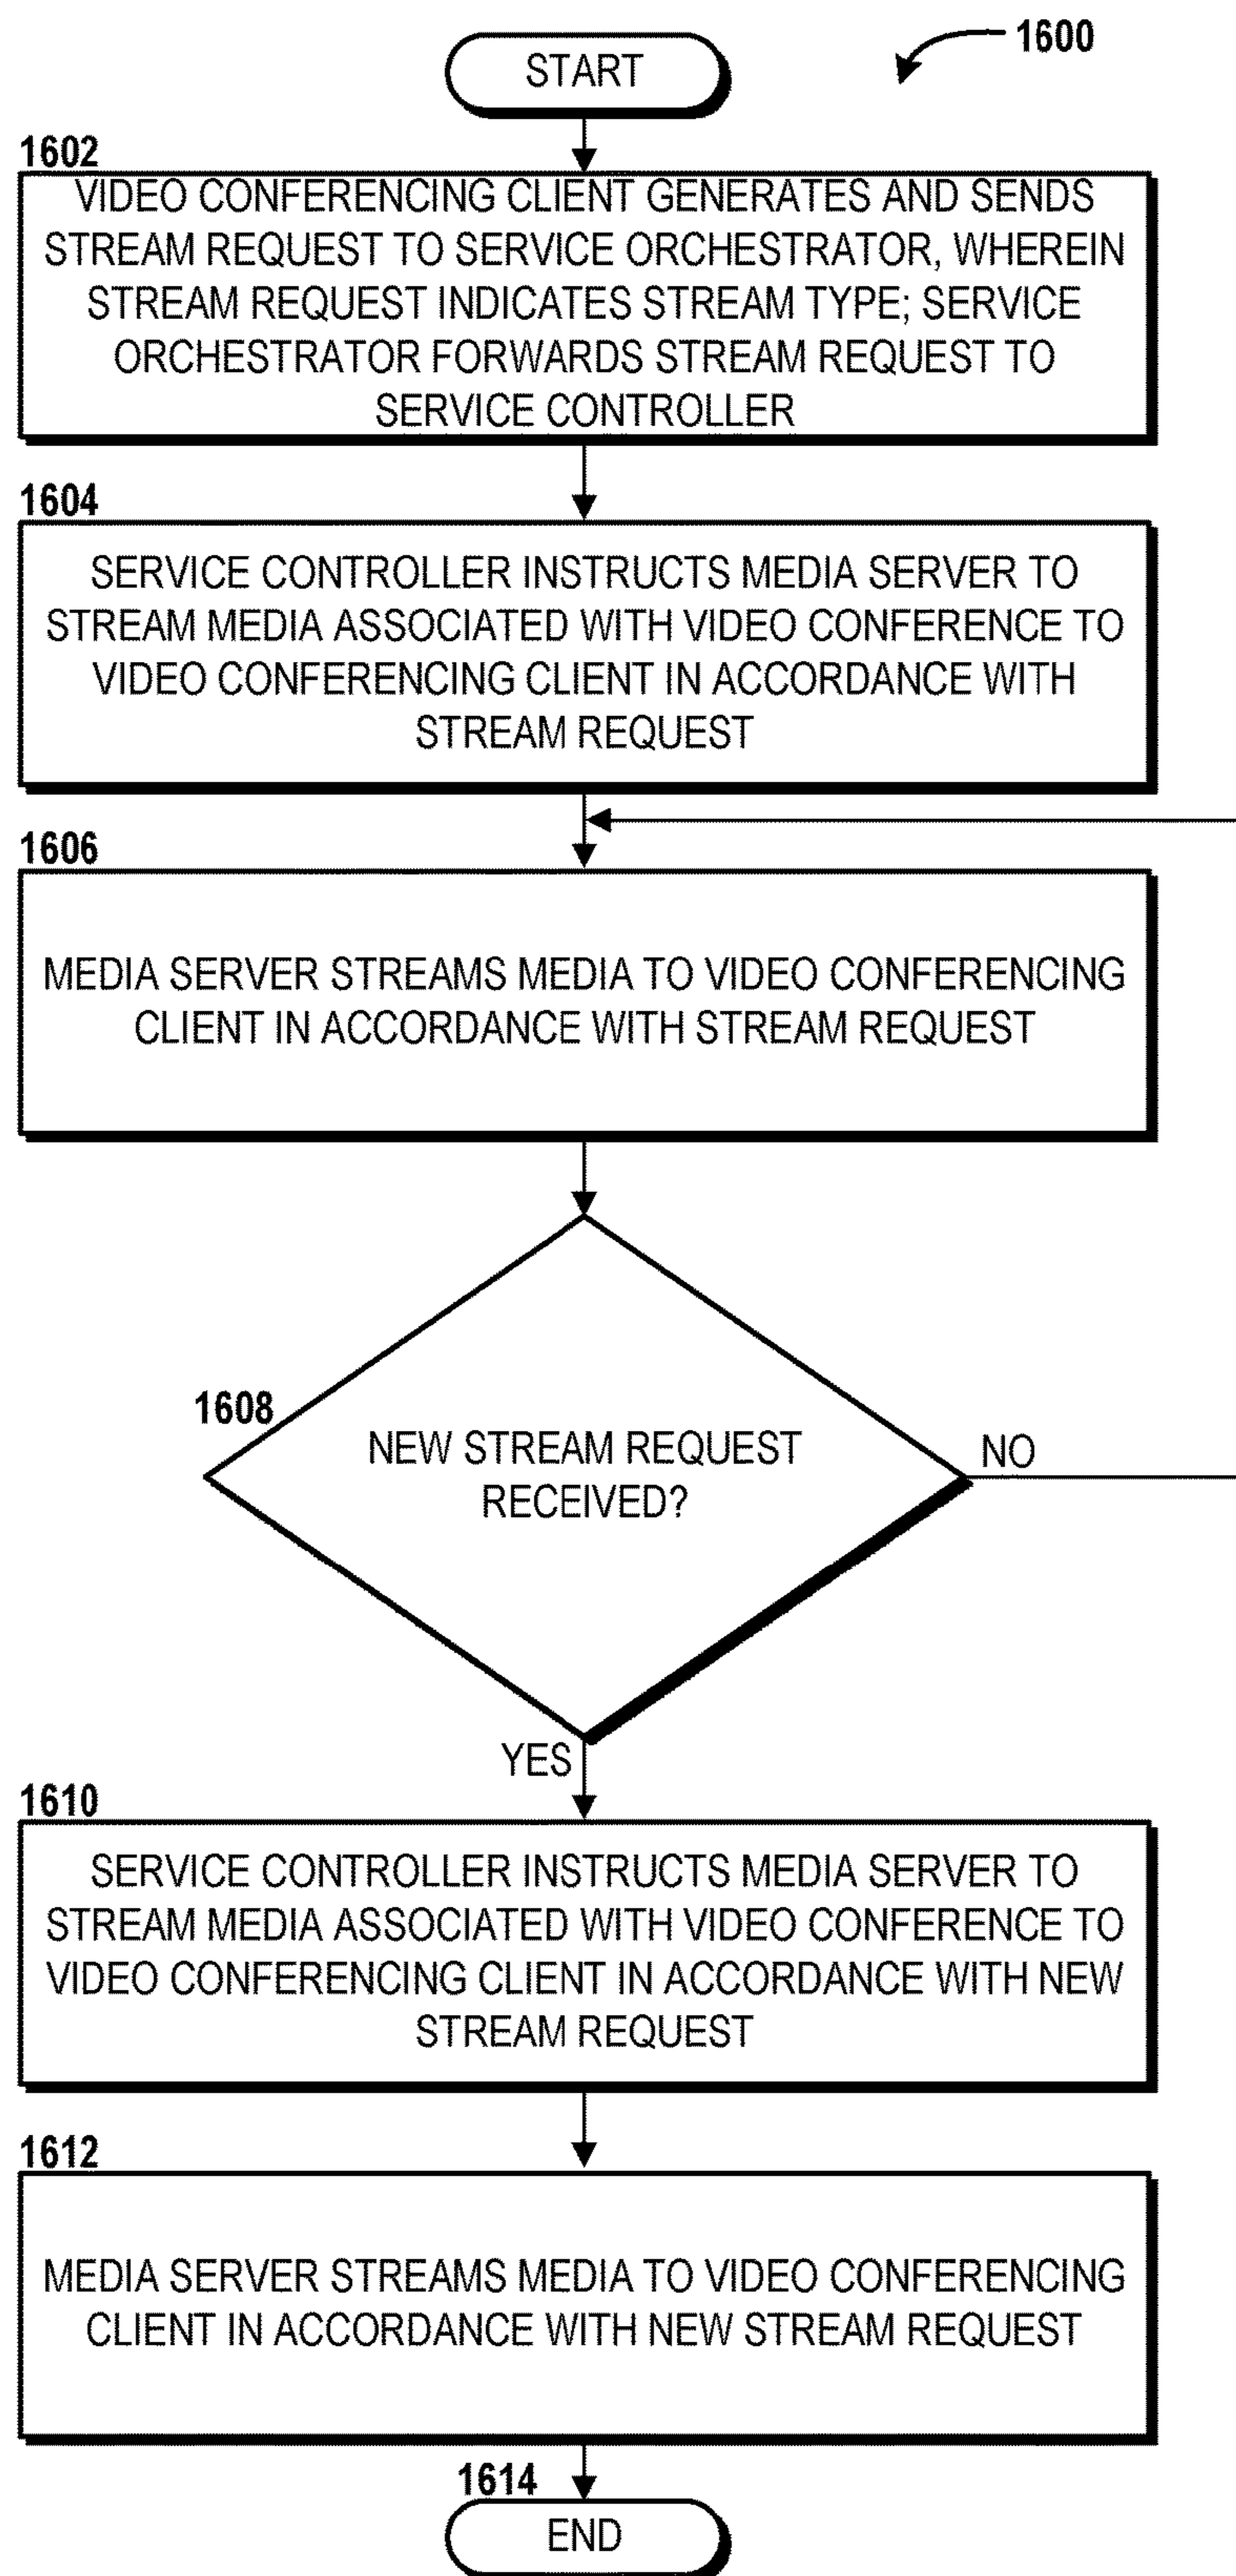 1600
START
1602
VIDEO CONFERENCING CLIENT GENERATES AND SENDS
STREAM REQUEST TO SERVICE ORCHESTRATOR, WHEREIN
STREAM REQUEST INDICATES STREAM TYPE; SERVICE
ORCHESTRATOR FORWARDS STREAM REQUEST TO
SERVICE CONTROLLER
1604
SERVICE CONTROLLER INSTRUCTS MEDIA SERVER TO
STREAM MEDIA ASSOCIATED WITH VIDEO CONFERENCE TO
VIDEO CONFERENCING CLIENT IN ACCORDANCE WITH
STREAM REQUEST
1606
MEDIA SERVER STREAMS MEDIA TO VIDEO CONFERENCING
CLIENT IN ACCORDANCE WITH STREAM REQUEST
1608
NEW STREAM REQUEST
RECEIVED?
NO
YES
1610
SERVICE CONTROLLER INSTRUCTS MEDIA SERVER TO
STREAM MEDIA ASSOCIATED WITH VIDEO CONFERENCE TO
VIDEO CONFERENCING CLIENT IN ACCORDANCE WITH NEW
STREAM REQUEST
1612
MEDIA SERVER STREAMS MEDIA TO VIDEO CONFERENCING
CLIENT IN ACCORDANCE WITH NEW STREAM REQUEST
1614
END